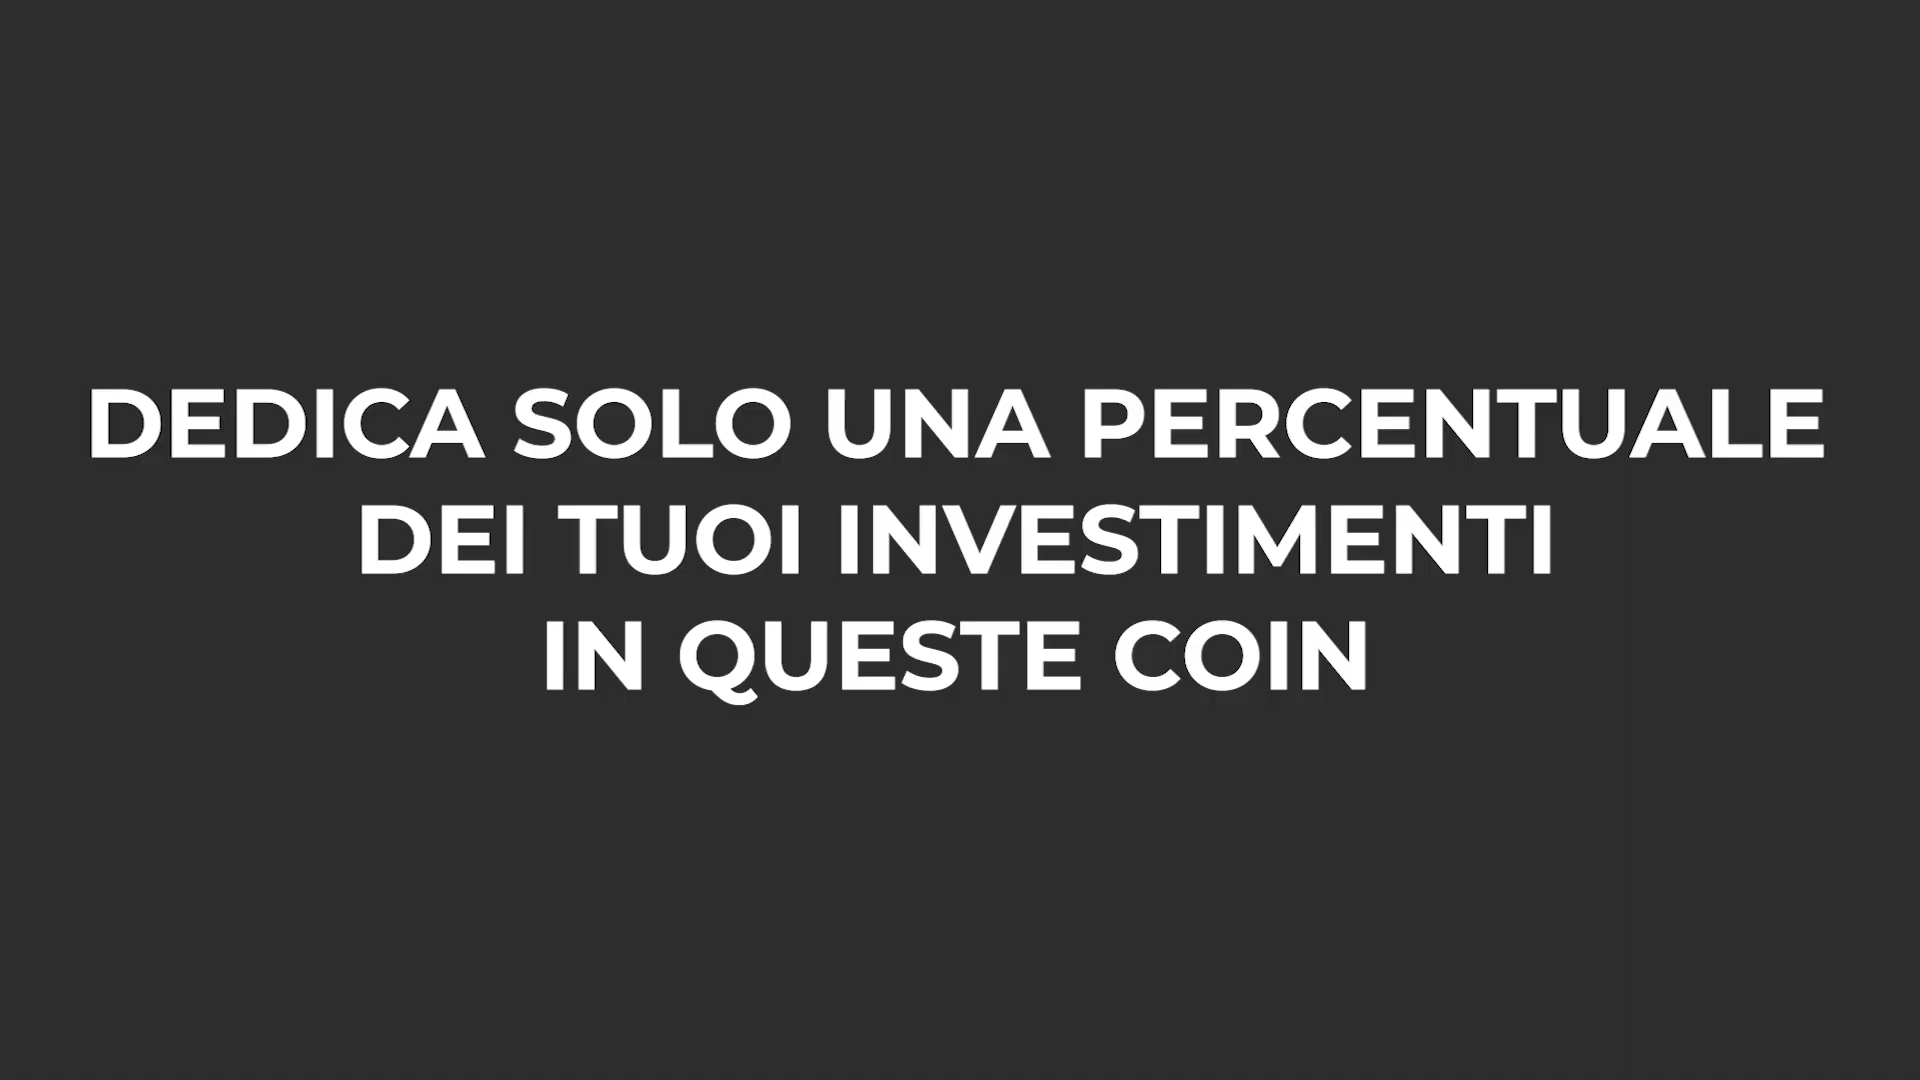 DEDICA SOLO UNA PERCENTUALE
DEI TUOI INVESTIMENTI
IN QUESTE COIN